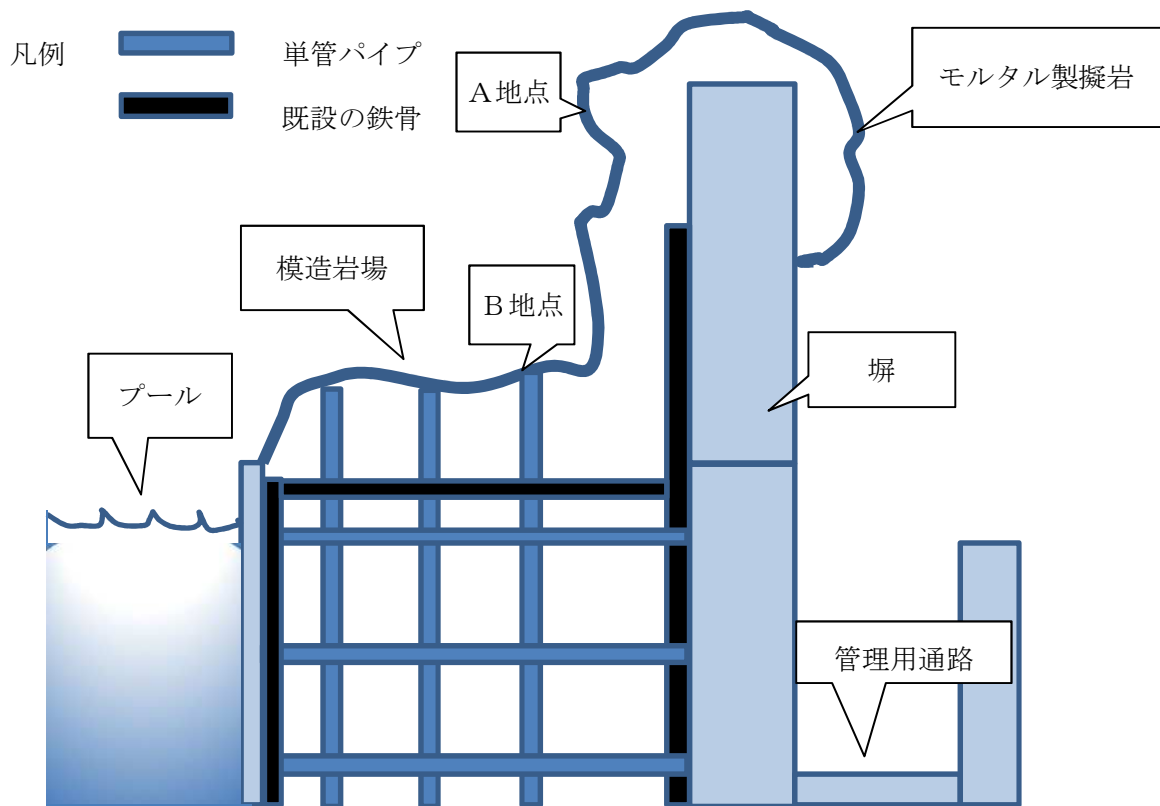 凡例
単管パイプ
既設の鉄骨
A地点
モルタル製擬岩
模造岩場
B地点
プール
塀
管理用通路